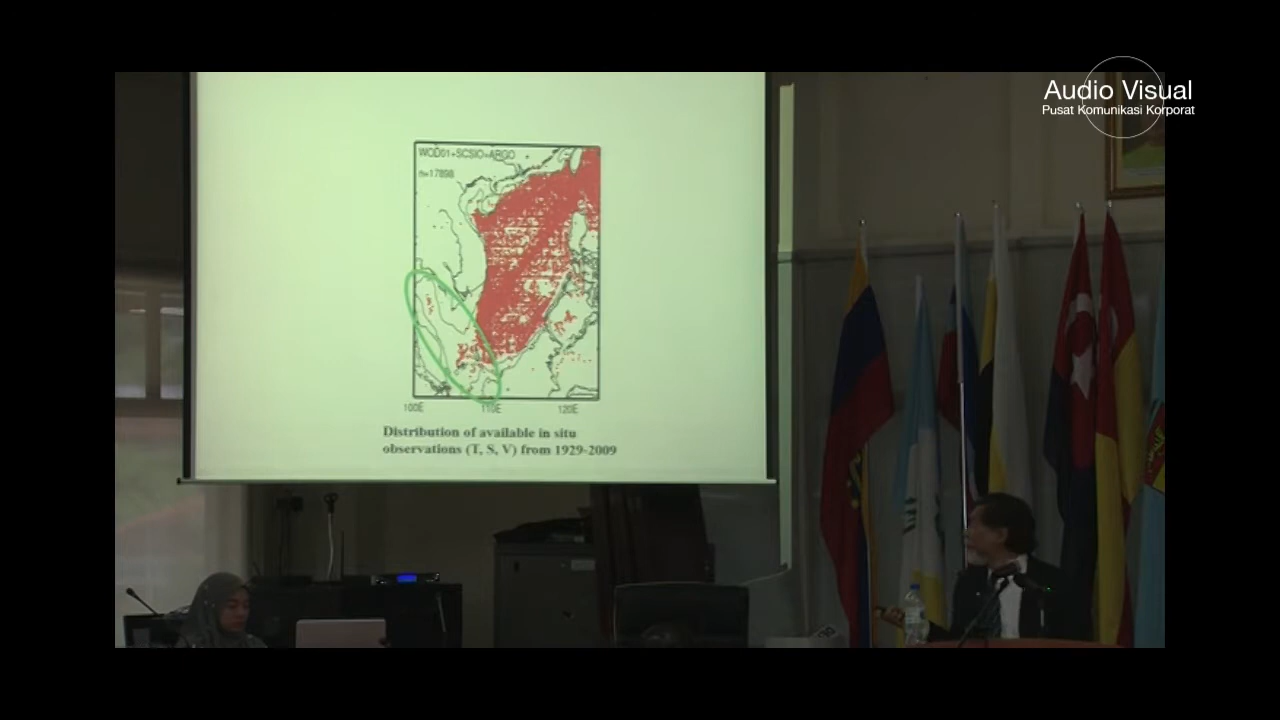 Audio Visual
Pusat Komunikasi Korporat
WOD01+SCSIO+ARGO
n=17898
100E 110E 120E
Distribution of available in situ
observations (T, S, V) from 1929-2009